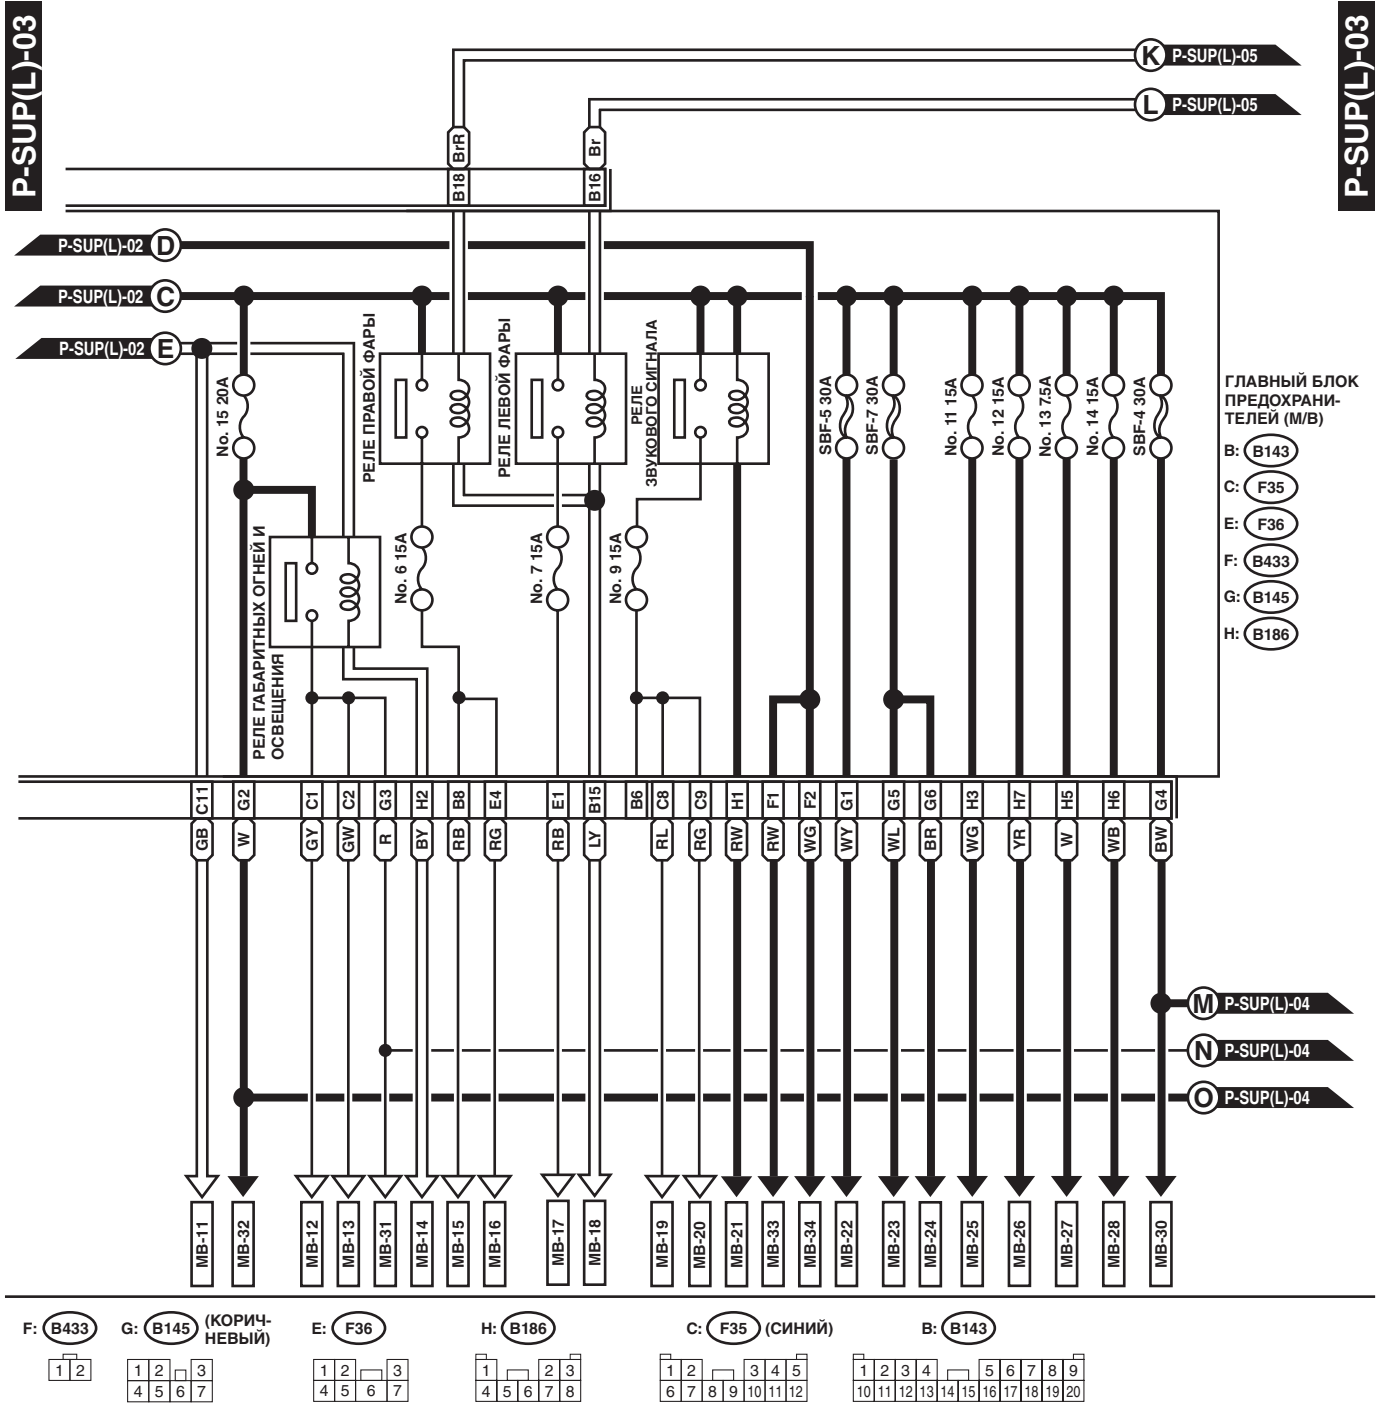 P-SUP(L)-03
P-SUP(L)-03
K P-SUP(L)-05
L P-SUP(L)-05
BrR
Br
B18
B16
P-SUP(L)-02 D
P-SUP(L)-02 C
P-SUP(L)-02 E
No. 15 20A
РЕЛЕ ПРАВОЙ ФАРЫ
РЕЛЕ ЛЕВОЙ ФАРЫ
РЕЛЕ
ЗВУКОВОГО СИГНАЛА
SBF-5 30A
SBF-7 30A
No. 11 15A
No. 12 15A
No. 13 7.5A
No. 14 15A
SBF-4 30A
ГЛАВНЫЙ БЛОК
ПРЕДОХРАНИ-
ТЕЛЕЙ (M/B)
B: B143
C: F35
E: F36
F: B433
G: B145
H: B186
РЕЛЕ ГАБАРИТНЫХ ОГНЕЙ И
ОСВЕЩЕНИЯ
No. 6 15A
No. 7 15A
No. 9 15A
C11 G2 C1 C2 G3 H2 B8 E4 E1 B15 B6 C8 C9 H1 F1 F2 G1 G5 G6 H3 H7 H5 H6 G4
GB W GY GW R BY RB RG RB LY RL RG RW RW WG WY WL BR WG YR W WB BW
M P-SUP(L)-04
N P-SUP(L)-04
O P-SUP(L)-04
MB-11 MB-32 MB-12 MB-13 MB-31 MB-14 MB-15 MB-16 MB-17 MB-18 MB-19 MB-20 MB-21 MB-33 MB-34 MB-22 MB-23 MB-24 MB-25 MB-26 MB-27 MB-28 MB-30
F: B433
1 2
G: B145 (КОРИЧ-
НЕВЫЙ)
1 2 3
4 5 6 7
E: F36
1 2 3
4 5 6 7
H: B186
1 2 3
4 5 6 7 8
C: F35 (СИНИЙ)
1 2 3 4 5
6 7 8 9 10 11 12
B: B143
1 2 3 4 5 6 7 8 9
10 11 12 13 14 15 16 17 18 19 20